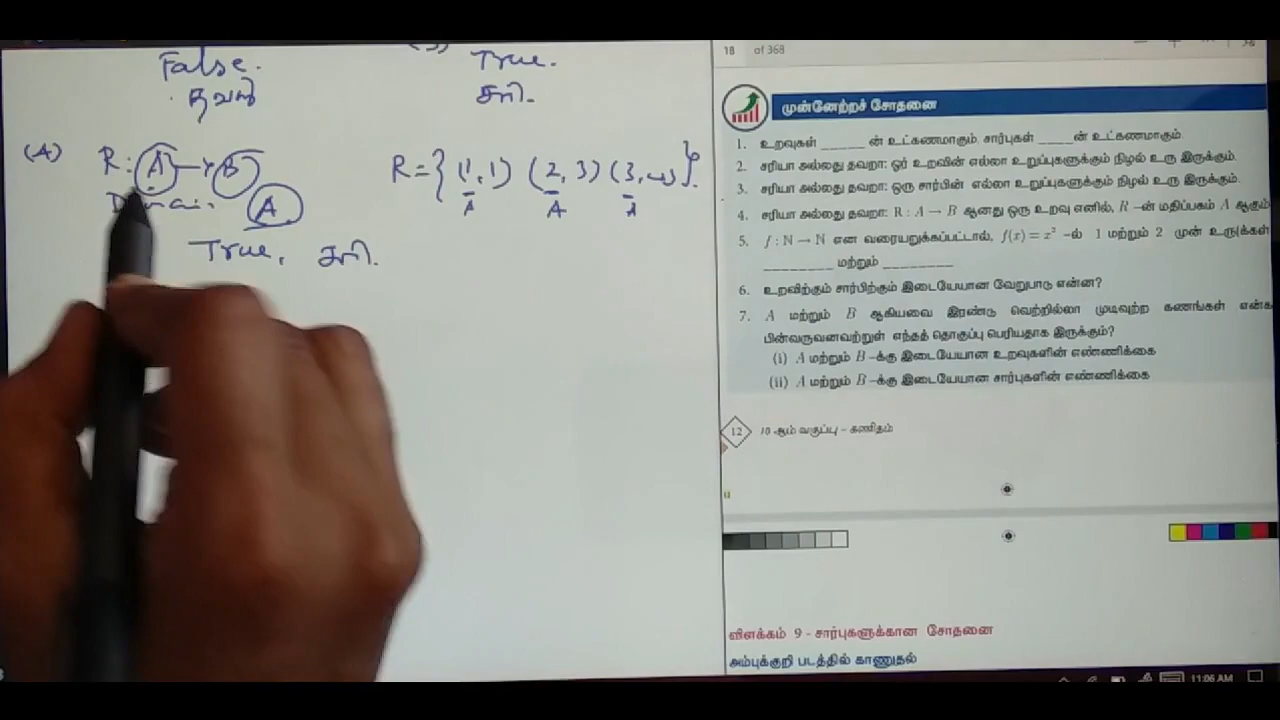 False.
தவறு
(3)
True.
சரி.
(4) R: A → B
Domain A
True, சரி.
R = { (1, 1) (2, 3) (3, 4) }.
A A A
18 of 368
முன்னேற்றச் சோதனை
1. உறவுகள் ______ ன் உட்கணமாகும். சார்புகள் _____ன் உட்கணமாகும்.
2. சரியா அல்லது தவறா: ஓர் உறவின் எல்லா உறுப்புகளுக்கும் நிழல் உரு இருக்கும்.
3. சரியா அல்லது தவறா: ஒரு சார்பின் எல்லா உறுப்புகளுக்கும் நிழல் உரு இருக்கும்.
4. சரியா அல்லது தவறா: R : A → B ஆனது ஒரு உறவு எனில், R -ன் மதிப்பகம் A ஆகும்
5. f : N → N என வரையறுக்கப்பட்டால், f(x) = x² -ல் 1 மற்றும் 2 முன் உருக்கள்
________ மற்றும் ________
6. உறவிற்கும் சார்பிற்கும் இடையேயான வேறுபாடு என்ன?
7. A மற்றும் B ஆகியவை இரண்டு வெற்றில்லா முடிவுற்ற கணங்கள் என்க
பின்வருவனவற்றுள் எந்தத் தொகுப்பு பெரியதாக இருக்கும்?
(i) A மற்றும் B -க்கு இடையேயான உறவுகளின் எண்ணிக்கை
(ii) A மற்றும் B -க்கு இடையேயான சார்புகளின் எண்ணிக்கை
12 10 ஆம் வகுப்பு – கணிதம்
விளக்கம் 9 - சார்புகளுக்கான சோதனை
அம்புக்குறி படத்தில் காணுதல்
11:06 AM